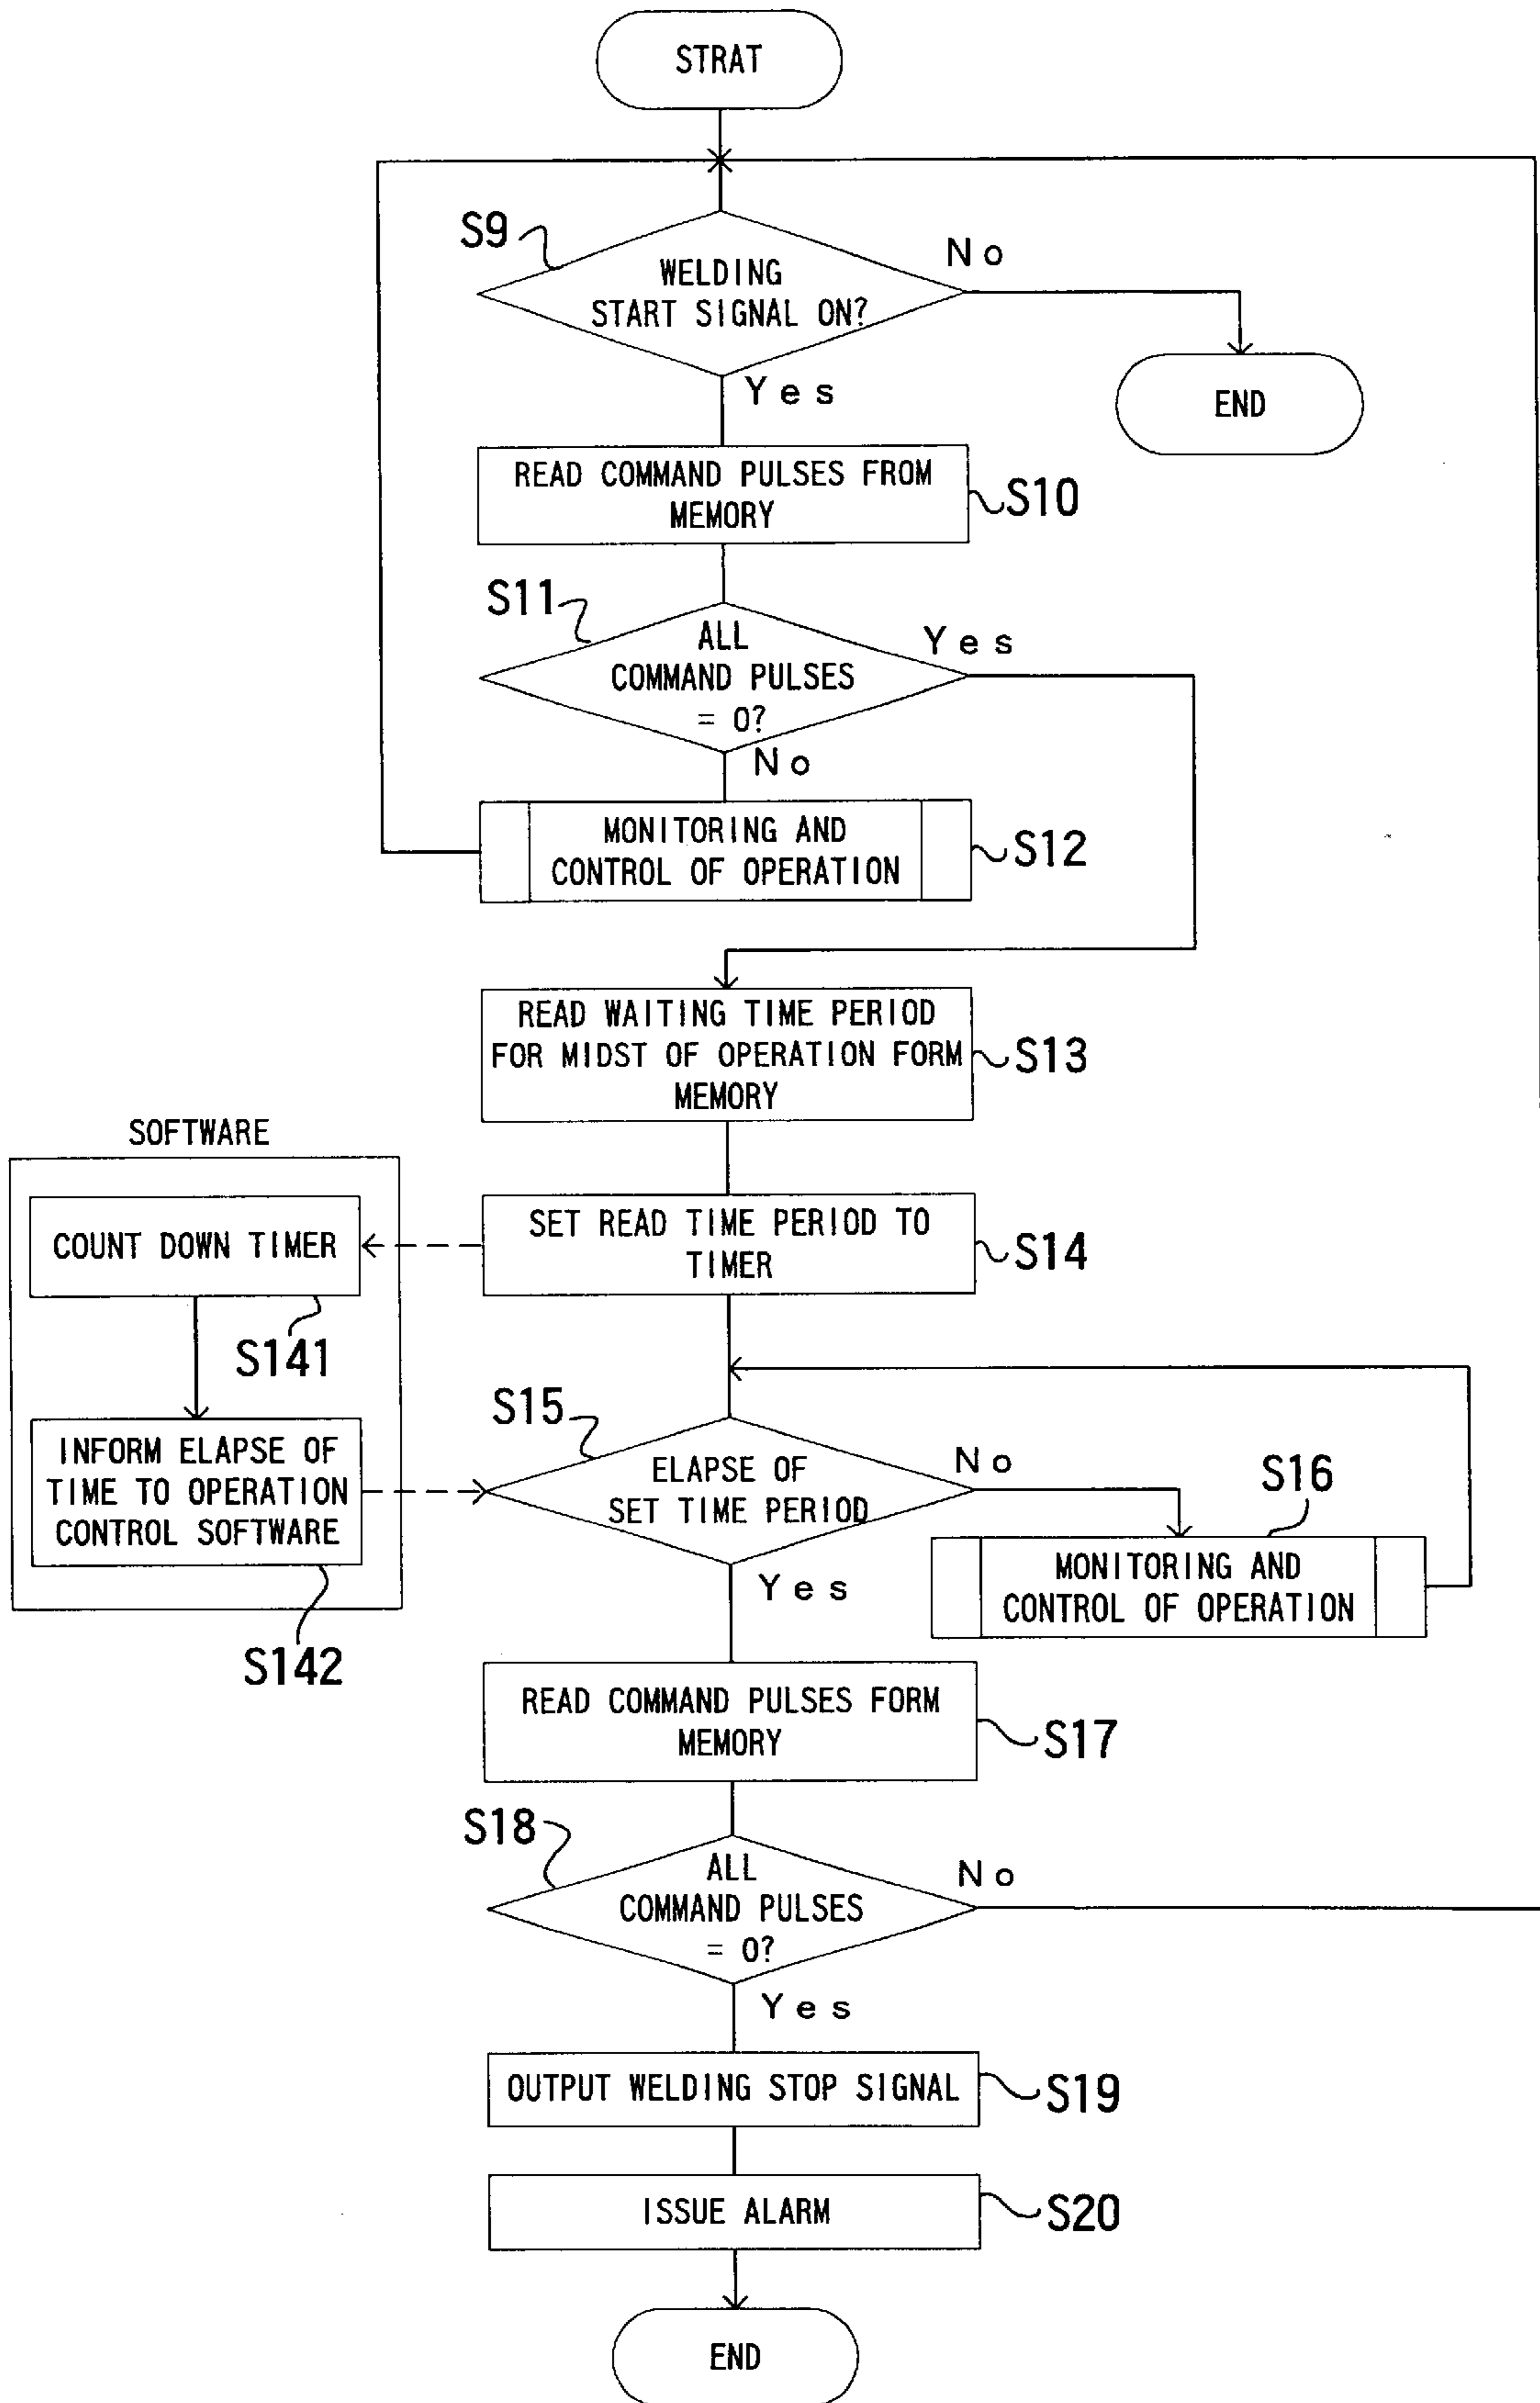 STRAT
S9
WELDING
START SIGNAL ON?
No
Yes
END
READ COMMAND PULSES FROM
MEMORY
S10
S11
ALL
COMMAND PULSES
= 0?
Yes
No
MONITORING AND
CONTROL OF OPERATION
S12
READ WAITING TIME PERIOD
FOR MIDST OF OPERATION FORM
MEMORY
S13
SOFTWARE
COUNT DOWN TIMER
S141
SET READ TIME PERIOD TO
TIMER
S14
INFORM ELAPSE OF
TIME TO OPERATION
CONTROL SOFTWARE
S142
S15
ELAPSE OF
SET TIME PERIOD
No
Yes
S16
MONITORING AND
CONTROL OF OPERATION
READ COMMAND PULSES FORM
MEMORY
S17
S18
ALL
COMMAND PULSES
= 0?
No
Yes
OUTPUT WELDING STOP SIGNAL
S19
ISSUE ALARM
S20
END